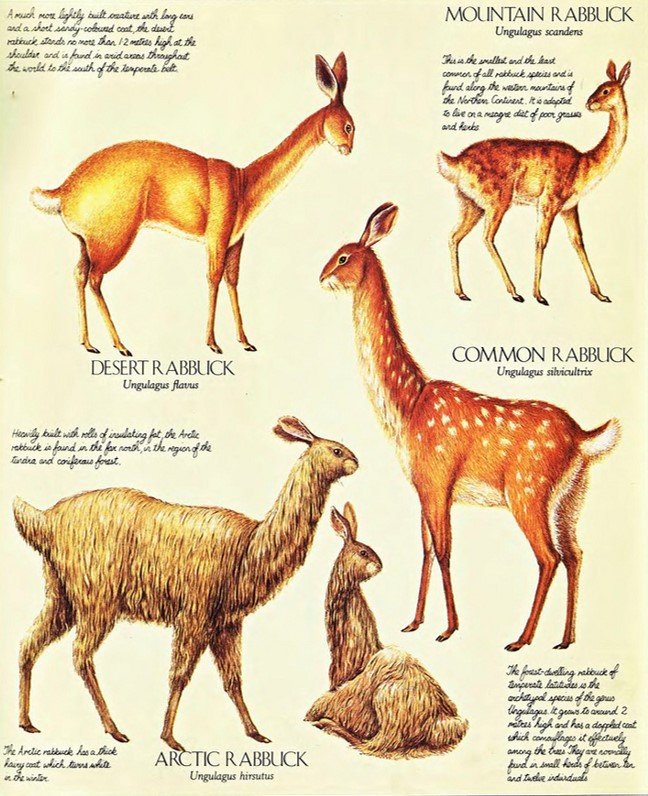 A much more lightly built creature with long ears
and a short sandy-coloured coat, the desert
rabbuck stands no more than 1·2 metres high at the
shoulder and is found in arid areas throughout
the world to the south of the temperate belt.
MOUNTAIN RABBUCK
Ungulagus scandens
This is the smallest and the least
common of all rabbuck species and is
found along the western mountains of
the Northern Continent. It is adapted
to live on a meagre diet of poor grasses
and herbs
DESERT RABBUCK
Ungulagus flavus
COMMON RABBUCK
Ungulagus silvicultrix
Heavily built with rolls of insulating fat, the Arctic
rabbuck is found in the far north, in the region of the
tundra and coniferous forest.
The forest-dwelling rabbuck of
temperate latitudes is the
archetypal species of the genus
Ungulagus. It grows to around 2
metres high and has a dappled coat
which camouflages it effectively
among the trees They are normally
found in small herds of between ten
and twelve individuals
The Arctic rabbuck has a thick
hairy coat which turns white
in the winter.
ARCTIC RABBUCK
Ungulagus hirsutus